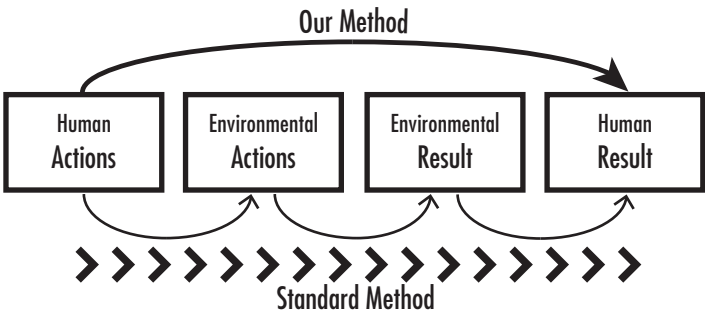 Our Method
Human
Actions
Environmental
Actions
Environmental
Result
Human
Result
Standard Method